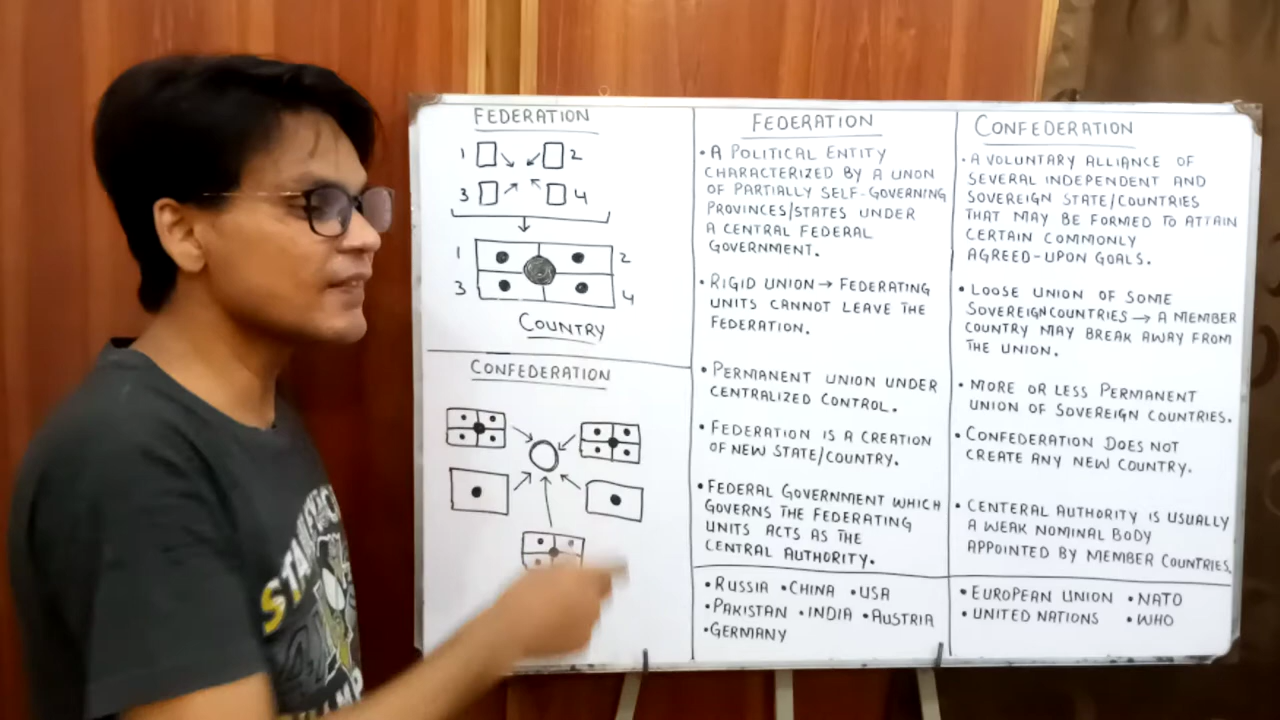 FEDERATION
1 2
3 4
1 2
3 4
COUNTRY
CONFEDERATION
FEDERATION
• A POLITICAL ENTITY
CHARACTERIZED BY A UNON
OF PARTIALLY SELF-GOVERNING
PROVINCES/STATES UNDER
A CENTRAL FEDERAL
GOVERNMENT.
• RIGID UNION → FEDERATING
UNITS CANNOT LEAVE THE
FEDERATION.
• PERMANENT UNION UNDER
CENTRALIZED CONTROL.
• FEDERATION IS A CREATION
OF NEW STATE/COUNTRY.
• FEDERAL GOVERNMENT WHICH
GOVERNS THE FEDERATING
UNITS ACTS AS THE
CENTRAL AUTHORITY.
• RUSSIA • CHINA • USA
• PAKISTAN • INDIA • AUSTRIA
• GERMANY
CONFEDERATION
• A VOLUNTARY ALLIANCE OF
SEVERAL INDEPENDENT AND
SOVEREIGN STATE/COUNTRIES
THAT MAY BE FORMED TO ATTAIN
CERTAIN COMMONLY
AGREED-UPON GOALS.
• LOOSE UNION OF SOME
SOVEREIGN COUNTRIES → A MEMBER
COUNTRY MAY BREAK AWAY FROM
THE UNION.
• MORE OR LESS PERMANENT
UNION OF SOVEREIGN COUNTRIES.
• CONFEDERATION DOES NOT
CREATE ANY NEW COUNTRY.
• CENTERAL AUTHORITY IS USUALLY
A WEAK NOMINAL BODY
APPOINTED BY MEMBER COUNTRIES.
• EUROPEAN UNION • NATO
• UNITED NATIONS • WHO